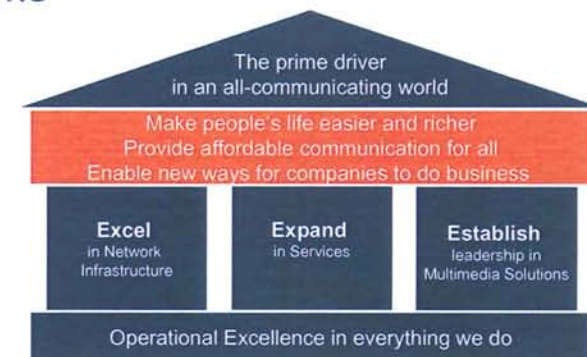 The prime driver
in an all-communicating world
Make people's life easier and richer
Provide affordable communication for all
Enable new ways for companies to do business
Excel
in Network
Infrastructure
Expand
in Services
Establish
leadership in
Multimedia Solutions
Operational Excellence in everything we do